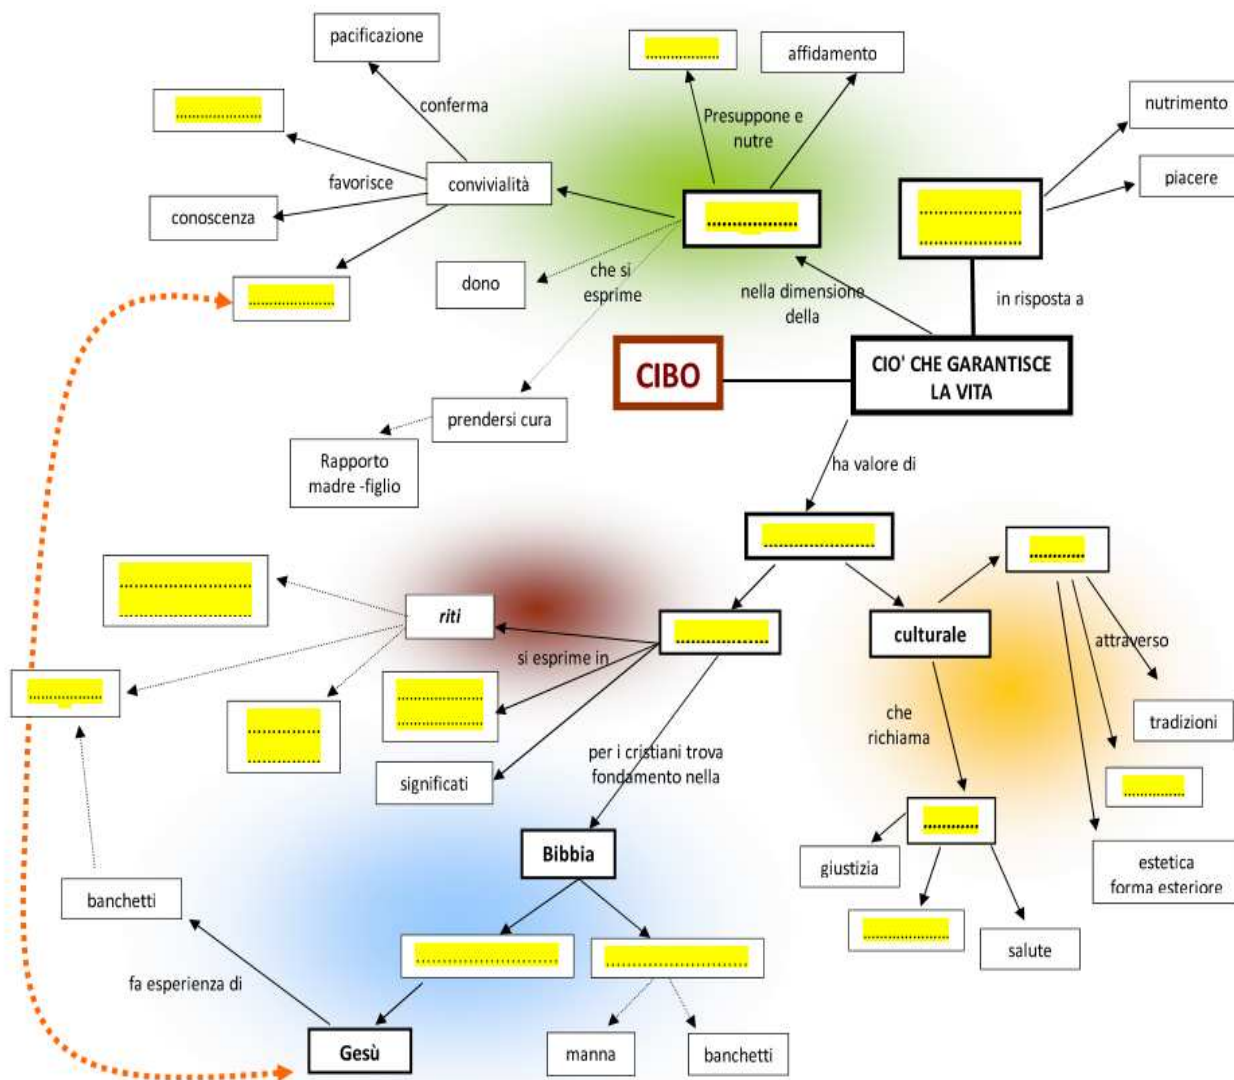 pacificazione
affidamento
nutrimento
conferma
Presuppone e
nutre
favorisce
convivialità
piacere
conoscenza
dono
che si
esprime
nella dimensione
della
in risposta a
CIBO
CIO' CHE GARANTISCE
LA VITA
prendersi cura
Rapporto
madre -figlio
ha valore di
riti
si esprime in
culturale
attraverso
che
richiama
tradizioni
significati
per i cristiani trova
fondamento nella
Bibbia
giustizia
estetica
forma esteriore
banchetti
salute
fa esperienza di
Gesù
manna
banchetti